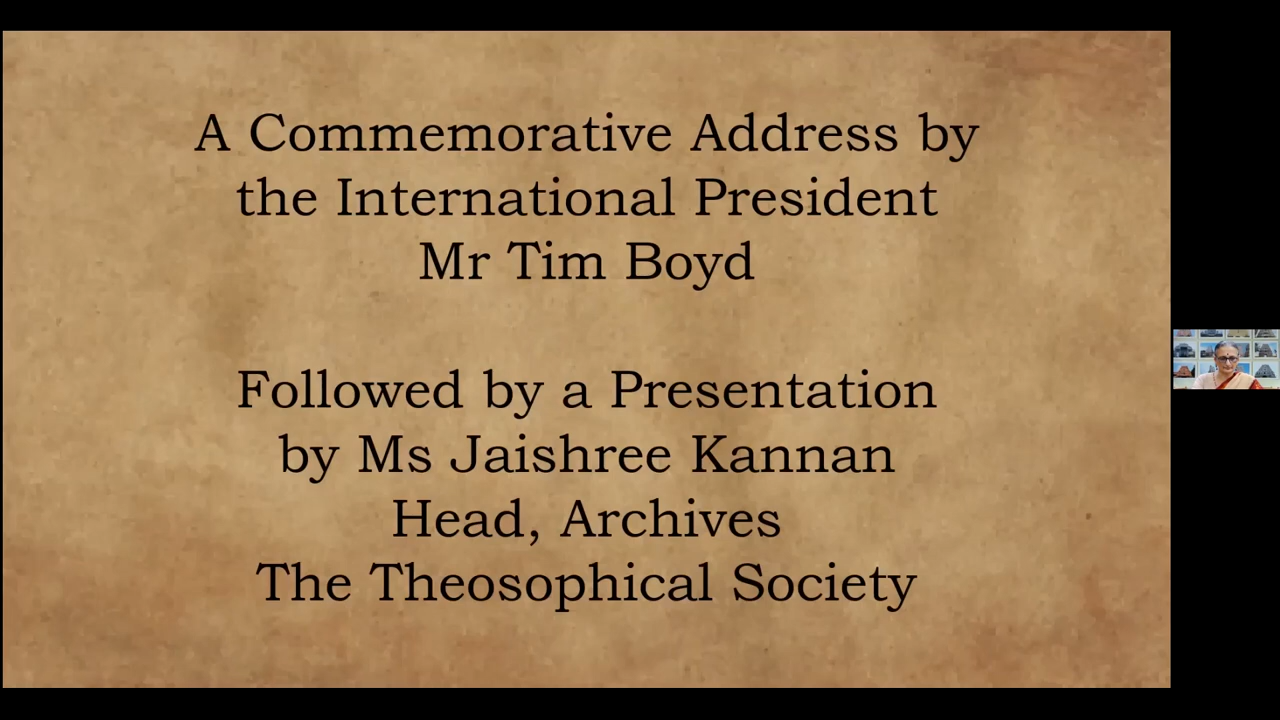 A Commemorative Address by
the International President
Mr Tim Boyd
Followed by a Presentation
by Ms Jaishree Kannan
Head, Archives
The Theosophical Society